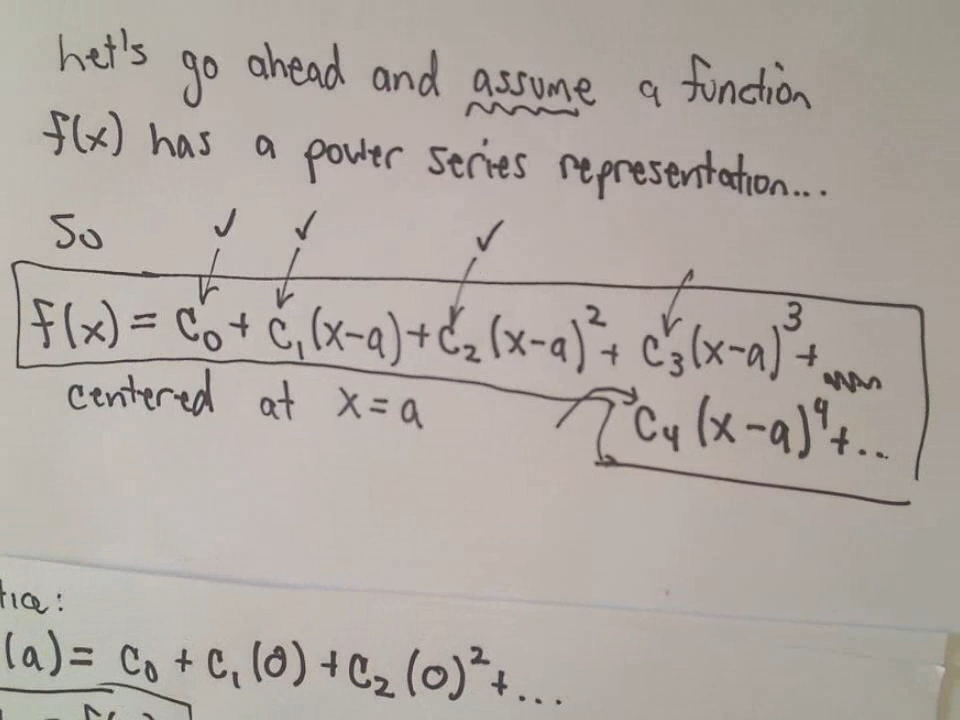 Let's go ahead and assume a function
f(x) has a power series representation...
So ✓ ✓ ✓
f(x) = C₀ + C₁(x-a) + C₂(x-a)² + C₃(x-a)³ +
C₄(x-a)⁴ + ...
centered at x = a
(a) = C₀ + C₁(0) + C₂(0)² + ...